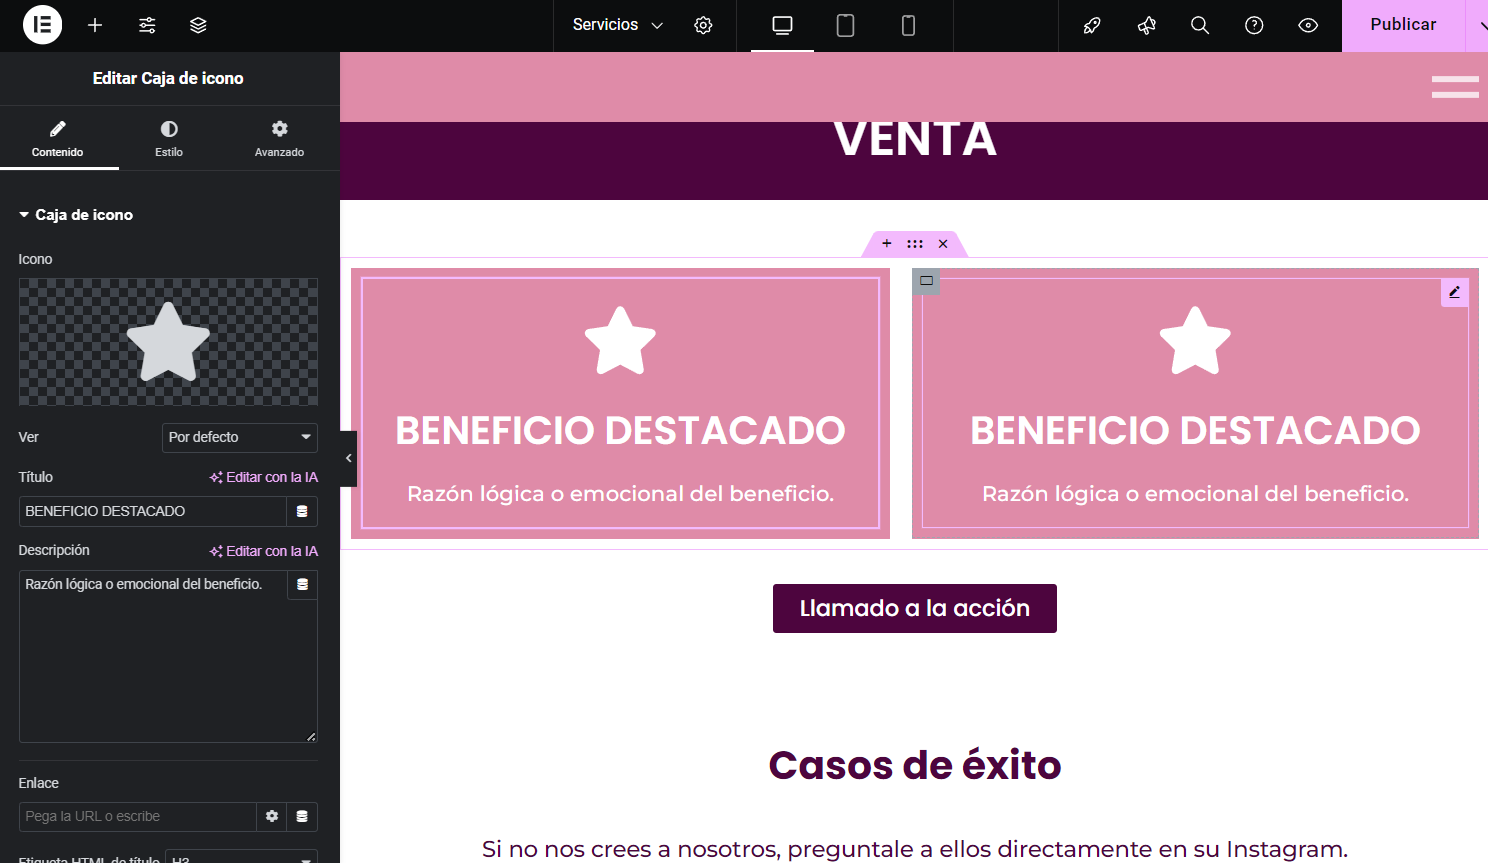 Servicios
Publicar
Editar Caja de icono
Contenido
Estilo
Avanzado
Caja de icono
Icono
Ver
Por defecto
Título
Editar con la IA
BENEFICIO DESTACADO
Descripción
Editar con la IA
Razón lógica o emocional del beneficio.
Enlace
Pega la URL o escribe
Etiqueta HTML de título
H3
VENTA
BENEFICIO DESTACADO
Razón lógica o emocional del beneficio.
BENEFICIO DESTACADO
Razón lógica o emocional del beneficio.
Llamado a la acción
Casos de éxito
Si no nos crees a nosotros, preguntale a ellos directamente en su Instagram.